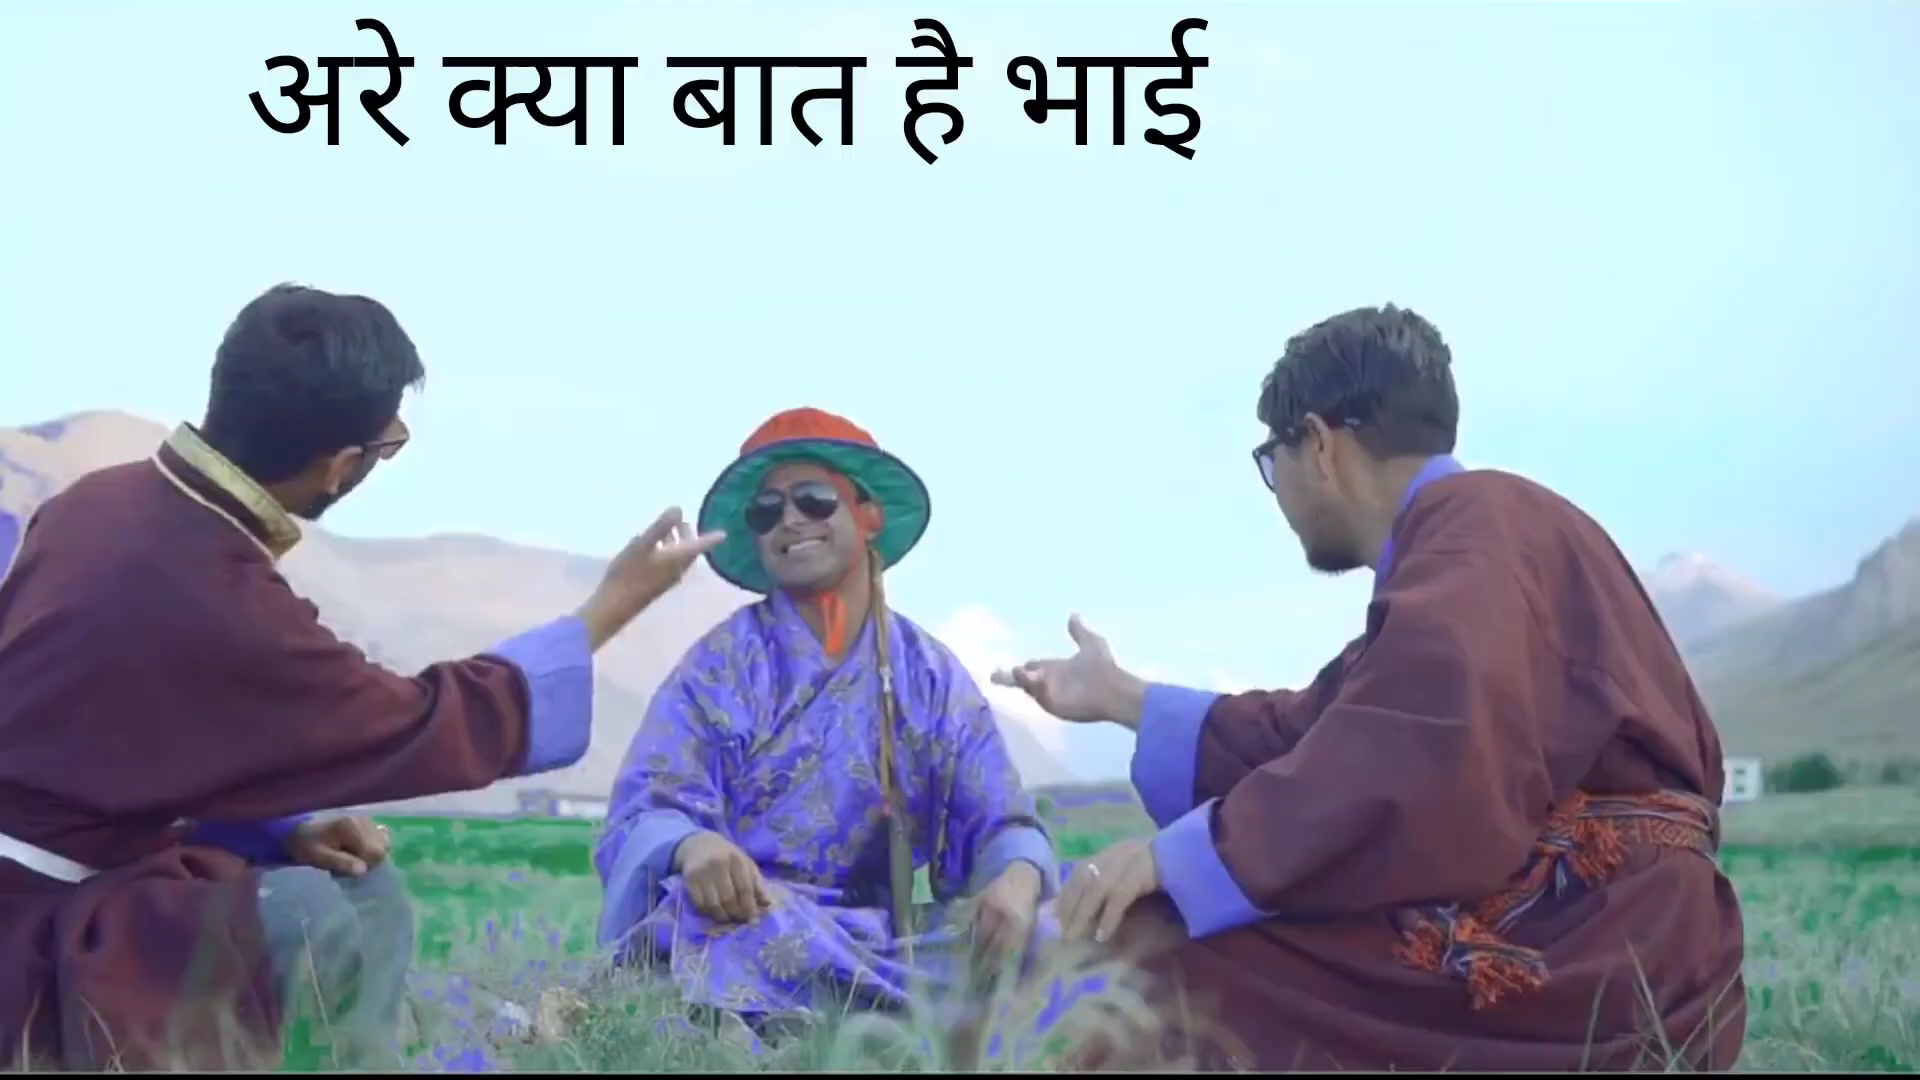 अरे क्या बात है भाई